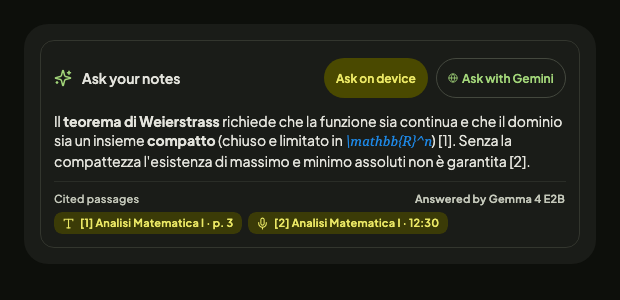 Ask your notes
Ask on device
Ask with Gemini
Il teorema di Weierstrass richiede che la funzione sia continua e che il dominio
sia un insieme compatto (chiuso e limitato in \mathbb{R}^n) [1]. Senza la
compattezza l'esistenza di massimo e minimo assoluti non è garantita [2].
Cited passages
Answered by Gemma 4 E2B
[1] Analisi Matematica I · p. 3
[2] Analisi Matematica I · 12:30